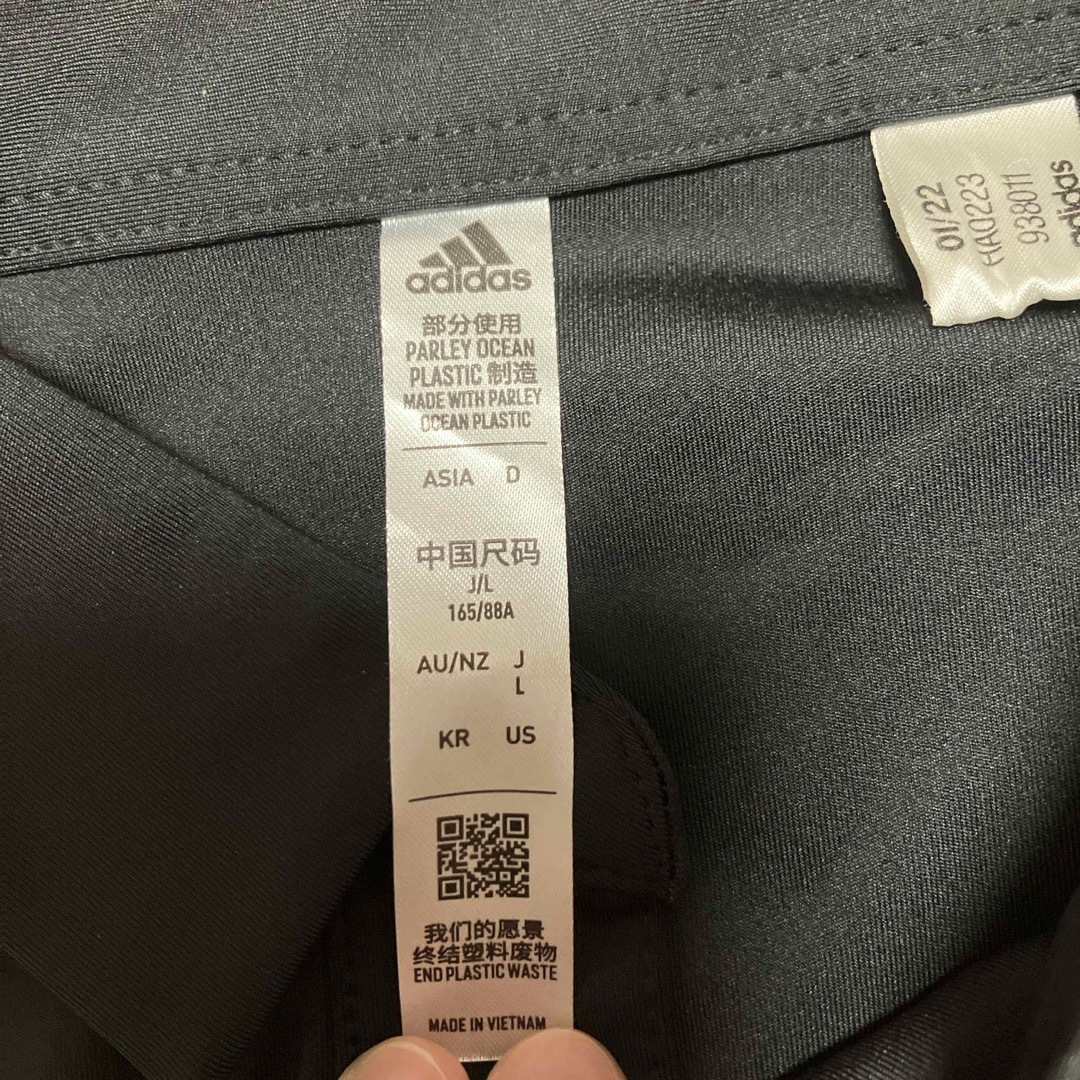 adidas
部分使用
PARLEY OCEAN
PLASTIC 制造
MADE WITH PARLEY
OCEAN PLASTIC
ASIA D
中国尺码
J/L
165/88A
AU/NZ J
L
KR US
我们的愿景
终结塑料废物
END PLASTIC WASTE
MADE IN VIETNAM
01/22
HA0223
938011
adidas